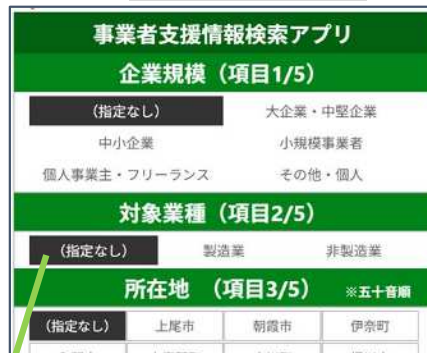 事業者支援情報検索アプリ
企業規模（項目1/5）
（指定なし） 大企業・中堅企業
中小企業 小規模事業者
個人事業主・フリーランス その他・個人
対象業種（項目2/5）
（指定なし） 製造業 非製造業
所在地 （項目3/5） ※五十音順
（指定なし） 上尾市 朝霞市 伊奈町